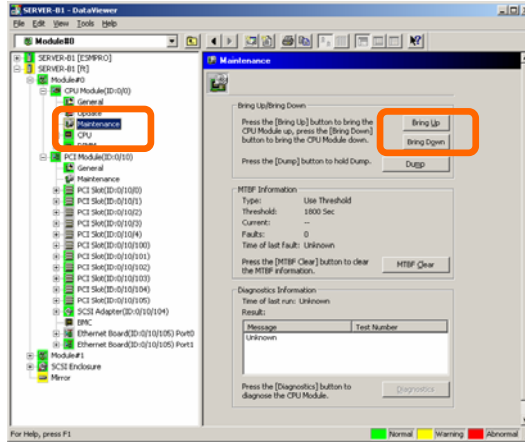 SERVER-01 - DataViewer
File Edit View Tools Help
Module#0
SERVER-01 [ESMPRO]
SERVER-01 [ft]
Module#0
CPU Module(ID:0/0)
General
Update
Maintenance
CPU
DIMM
PCI Module(ID:0/10)
General
Maintenance
PCI Slot(ID:0/10/0)
PCI Slot(ID:0/10/1)
PCI Slot(ID:0/10/2)
PCI Slot(ID:0/10/3)
PCI Slot(ID:0/10/4)
PCI Slot(ID:0/10/100)
PCI Slot(ID:0/10/101)
PCI Slot(ID:0/10/102)
PCI Slot(ID:0/10/103)
PCI Slot(ID:0/10/104)
PCI Slot(ID:0/10/105)
SCSI Adapter(ID:0/10/104)
BMC
Ethernet Board(ID:0/10/105) Port0
Ethernet Board(ID:0/10/105) Port1
Module#1
SCSI Enclosure
Mirror
Maintenance
Bring Up/Bring Down
Press the [Bring Up] button to bring the
CPU Module up, press the [Bring Down]
button to bring the CPU Module down.
Bring Up
Bring Down
Press the [Dump] button to hold Dump.
Dump
MTBF Information
Type: Use Threshold
Threshold: 1800 Sec
Current: --
Faults: 0
Time of last fault: Unknown
Press the [MTBF Clear] button to clear
the MTBF information.
MTBF Clear
Diagnostics Information
Time of last run: Unknown
Result:
Message Test Number
Unknown
Press the [Diagnostics] button to
diagnose the CPU Module.
Diagnostics
For Help, press F1
Normal Warning Abnormal